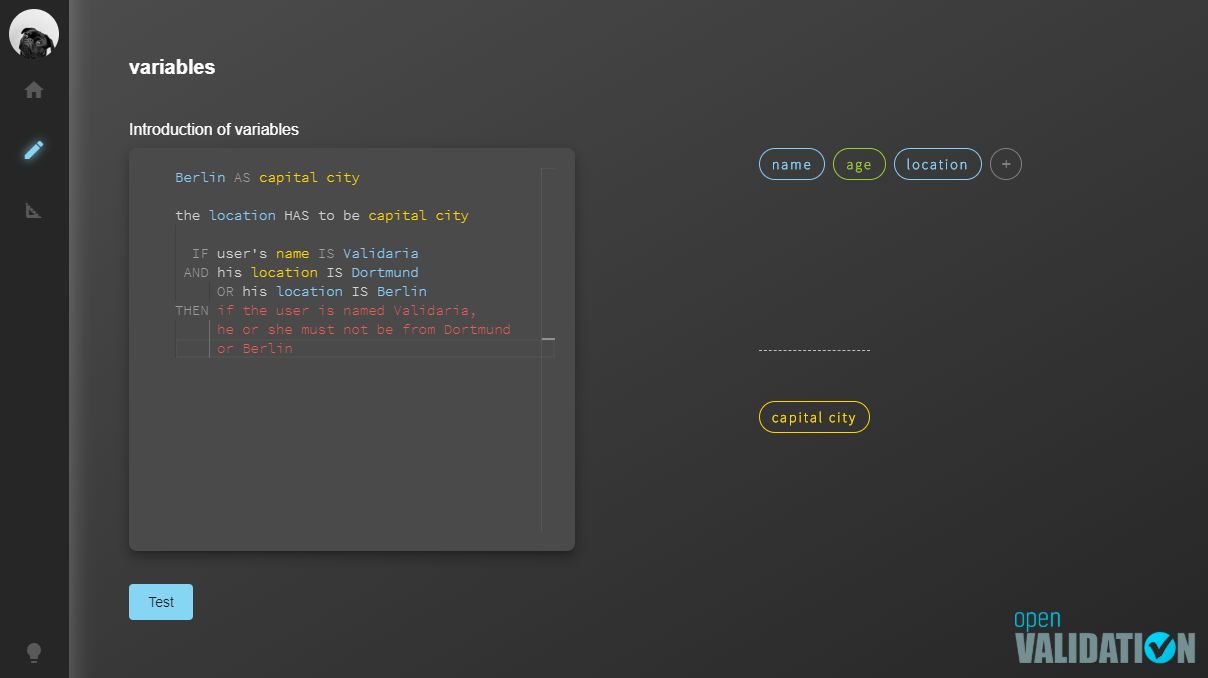 variables
Introduction of variables
Berlin AS capital city
the location HAS to be capital city
IF user's name IS Validaria
AND his location IS Dortmund
OR his location IS Berlin
THEN if the user is named Validaria,
he or she must not be from Dortmund
or Berlin
name age location +
capital city
Test
open
VALIDATION